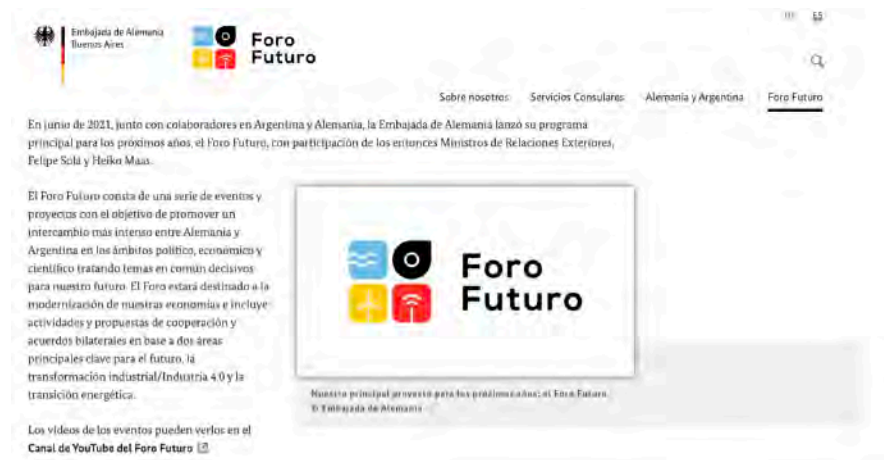 Embajada de Alemania
Buenos Aires
Foro
Futuro
ES
Sobre nosotros
Servicios Consulares
Alemania y Argentina
Foro Futuro
En junio de 2021, junto con colaboradores en Argentina y Alemania, la Embajada de Alemania lanzó su programa
principal para los próximos años, el Foro Futuro, con participación de los entonces Ministros de Relaciones Exteriores,
Felipe Solá y Heiko Maas.
El Foro Futuro consta de una serie de eventos y
proyectos con el objetivo de promover un
intercambio más intenso entre Alemania y
Argentina en los ámbitos político, económico y
científico tratando temas en común decisivos
para nuestro futuro. El Foro estará destinado a la
modernización de nuestras economías e incluye
actividades y propuestas de cooperación y
acuerdos bilaterales en base a dos áreas
principales clave para el futuro, la
transformación industrial/Industria 4.0 y la
transición energética.
Foro
Futuro
Nuestro principal proyecto para los próximos años: el Foro Futuro.
© Embajada de Alemania
Los videos de los eventos pueden verlos en el
Canal de YouTube del Foro Futuro